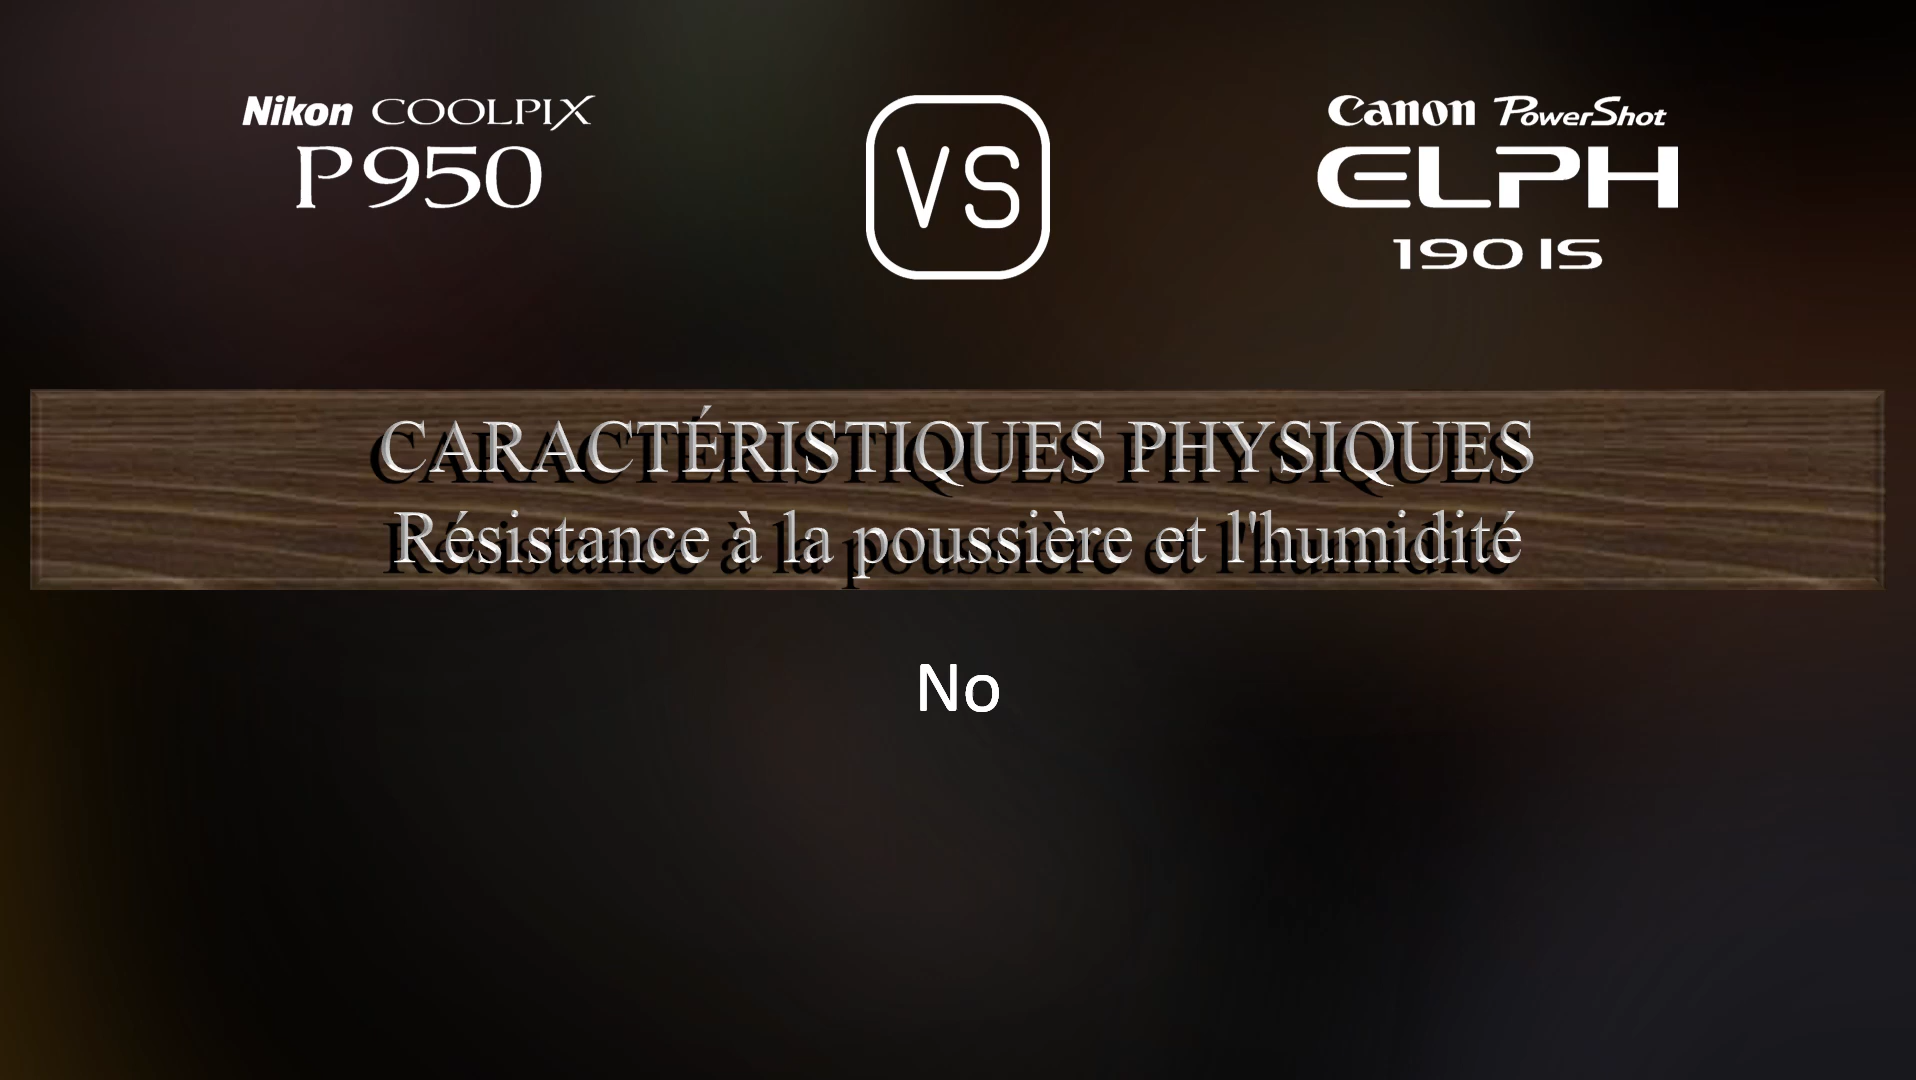 Nikon COOLPIX
P950
VS
Canon PowerShot
ELPH
190 IS
CARACTÉRISTIQUES PHYSIQUES
Résistance à la poussière et l'humidité
No